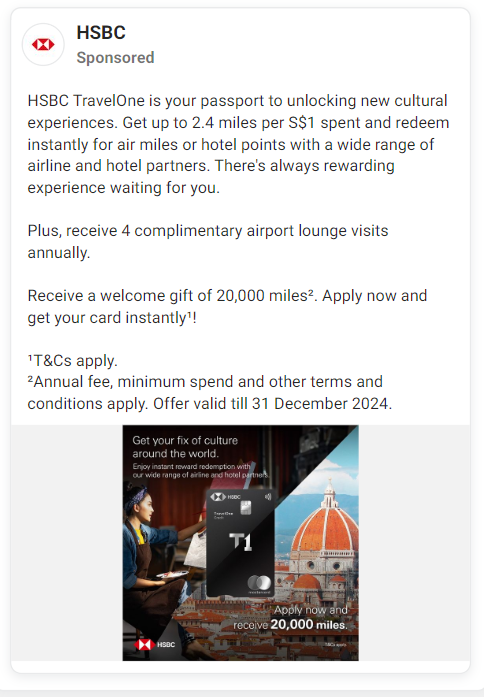 HSBC
Sponsored
HSBC TravelOne is your passport to unlocking new cultural
experiences. Get up to 2.4 miles per S$1 spent and redeem
instantly for air miles or hotel points with a wide range of
airline and hotel partners. There's always rewarding
experience waiting for you.
Plus, receive 4 complimentary airport lounge visits
annually.
Receive a welcome gift of 20,000 miles². Apply now and
get your card instantly¹!
¹T&Cs apply.
²Annual fee, minimum spend and other terms and
conditions apply. Offer valid till 31 December 2024.
Get your fix of culture
around the world.
Enjoy instant reward redemption with
our wide range of airline and hotel partners.
HSBC
TravelOne
T1
mastercard
Apply now and
receive 20,000 miles.
HSBC
T&Cs apply.